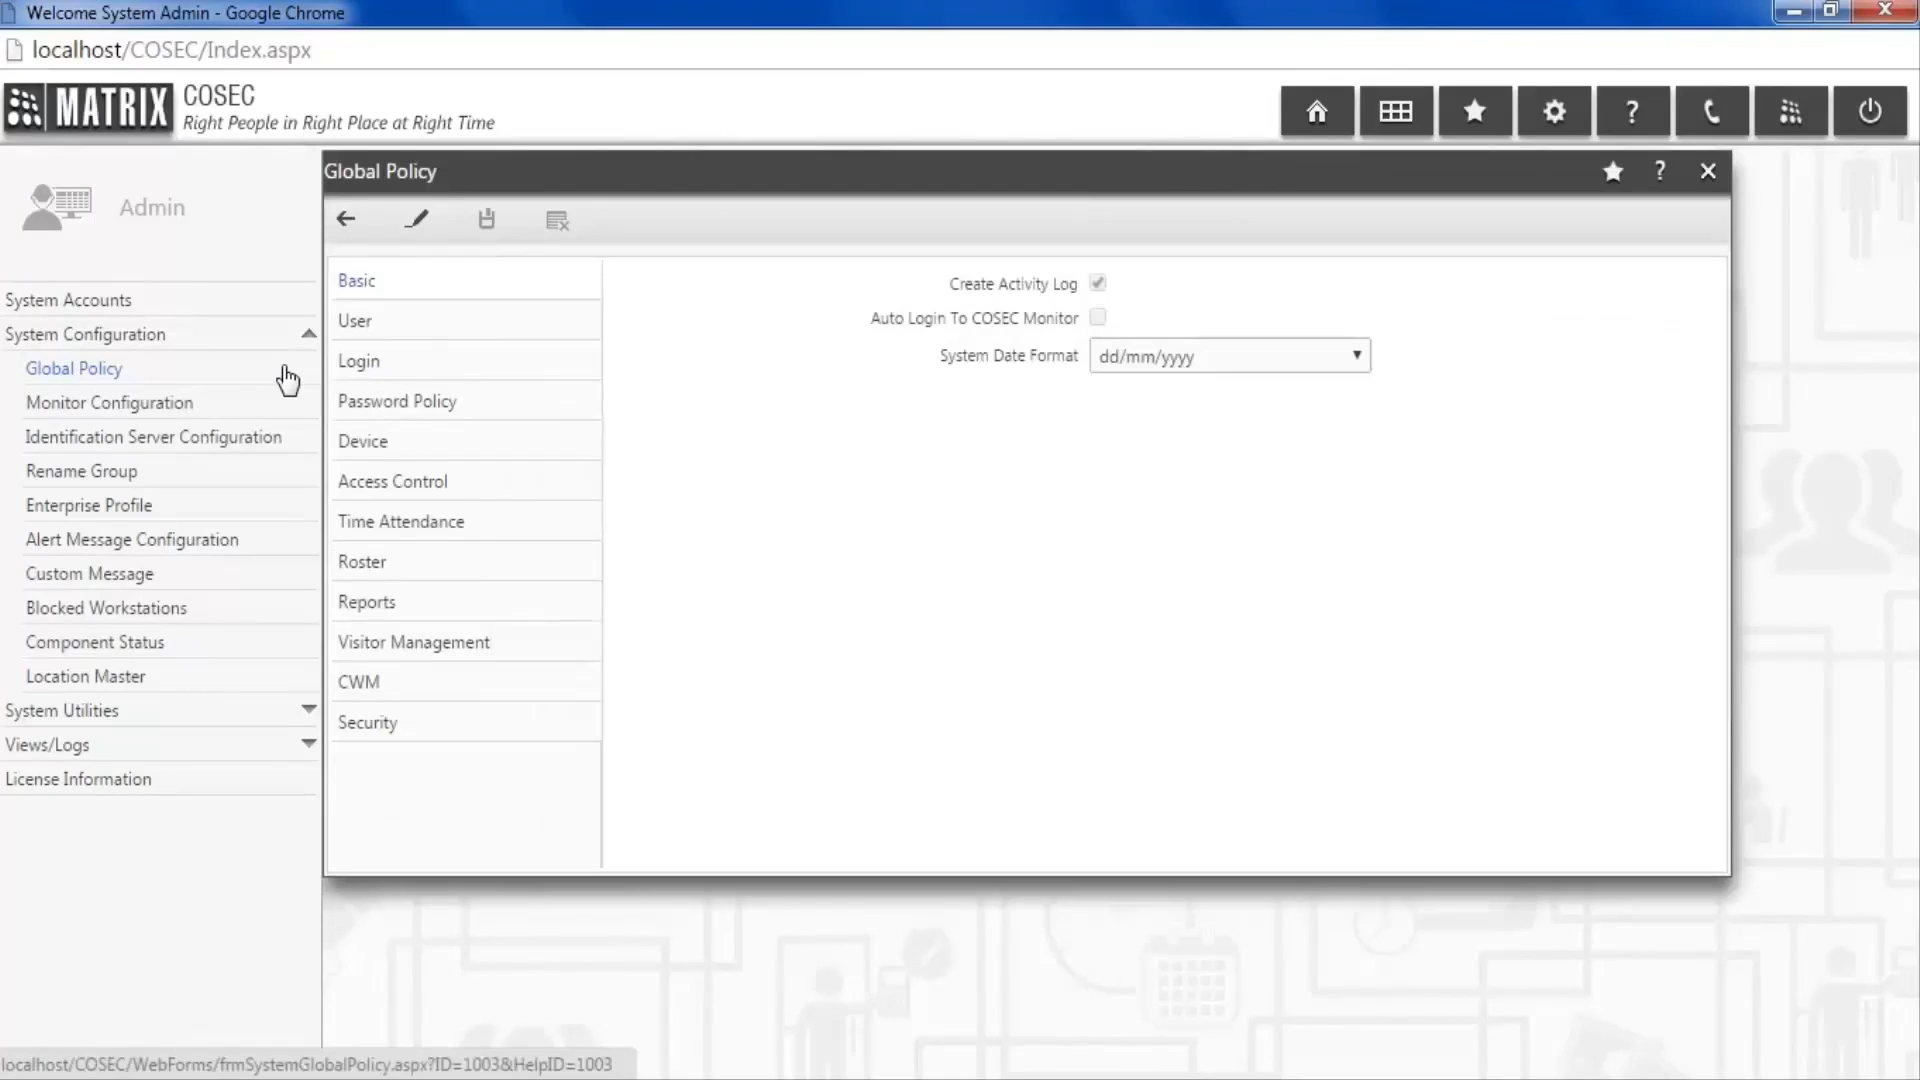 Welcome System Admin - Google Chrome
localhost/COSEC/Index.aspx
MATRIX
COSEC
Right People in Right Place at Right Time
?
Admin
System Accounts
System Configuration
Global Policy
Monitor Configuration
Identification Server Configuration
Rename Group
Enterprise Profile
Alert Message Configuration
Custom Message
Blocked Workstations
Component Status
Location Master
System Utilities
Views/Logs
License Information
Global Policy
?
Basic
User
Login
Password Policy
Device
Access Control
Time Attendance
Roster
Reports
Visitor Management
CWM
Security
Create Activity Log
Auto Login To COSEC Monitor
System Date Format dd/mm/yyyy
localhost/COSEC/WebForms/frmSystemGlobalPolicy.aspx?ID=1003&HelpID=1003